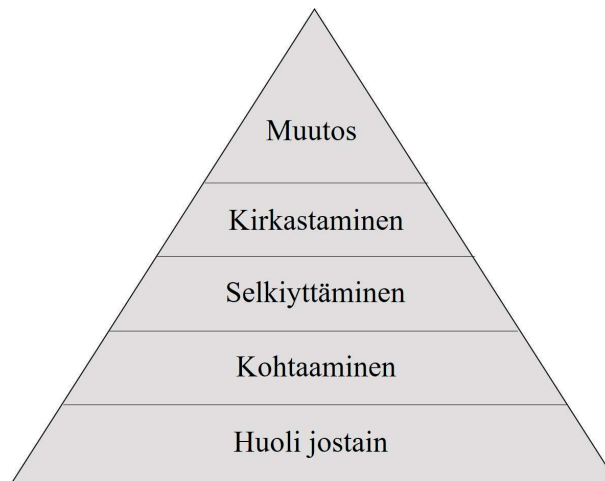 Muutos
Kirkastaminen
Selkiyttäminen
Kohtaaminen
Huoli jostain